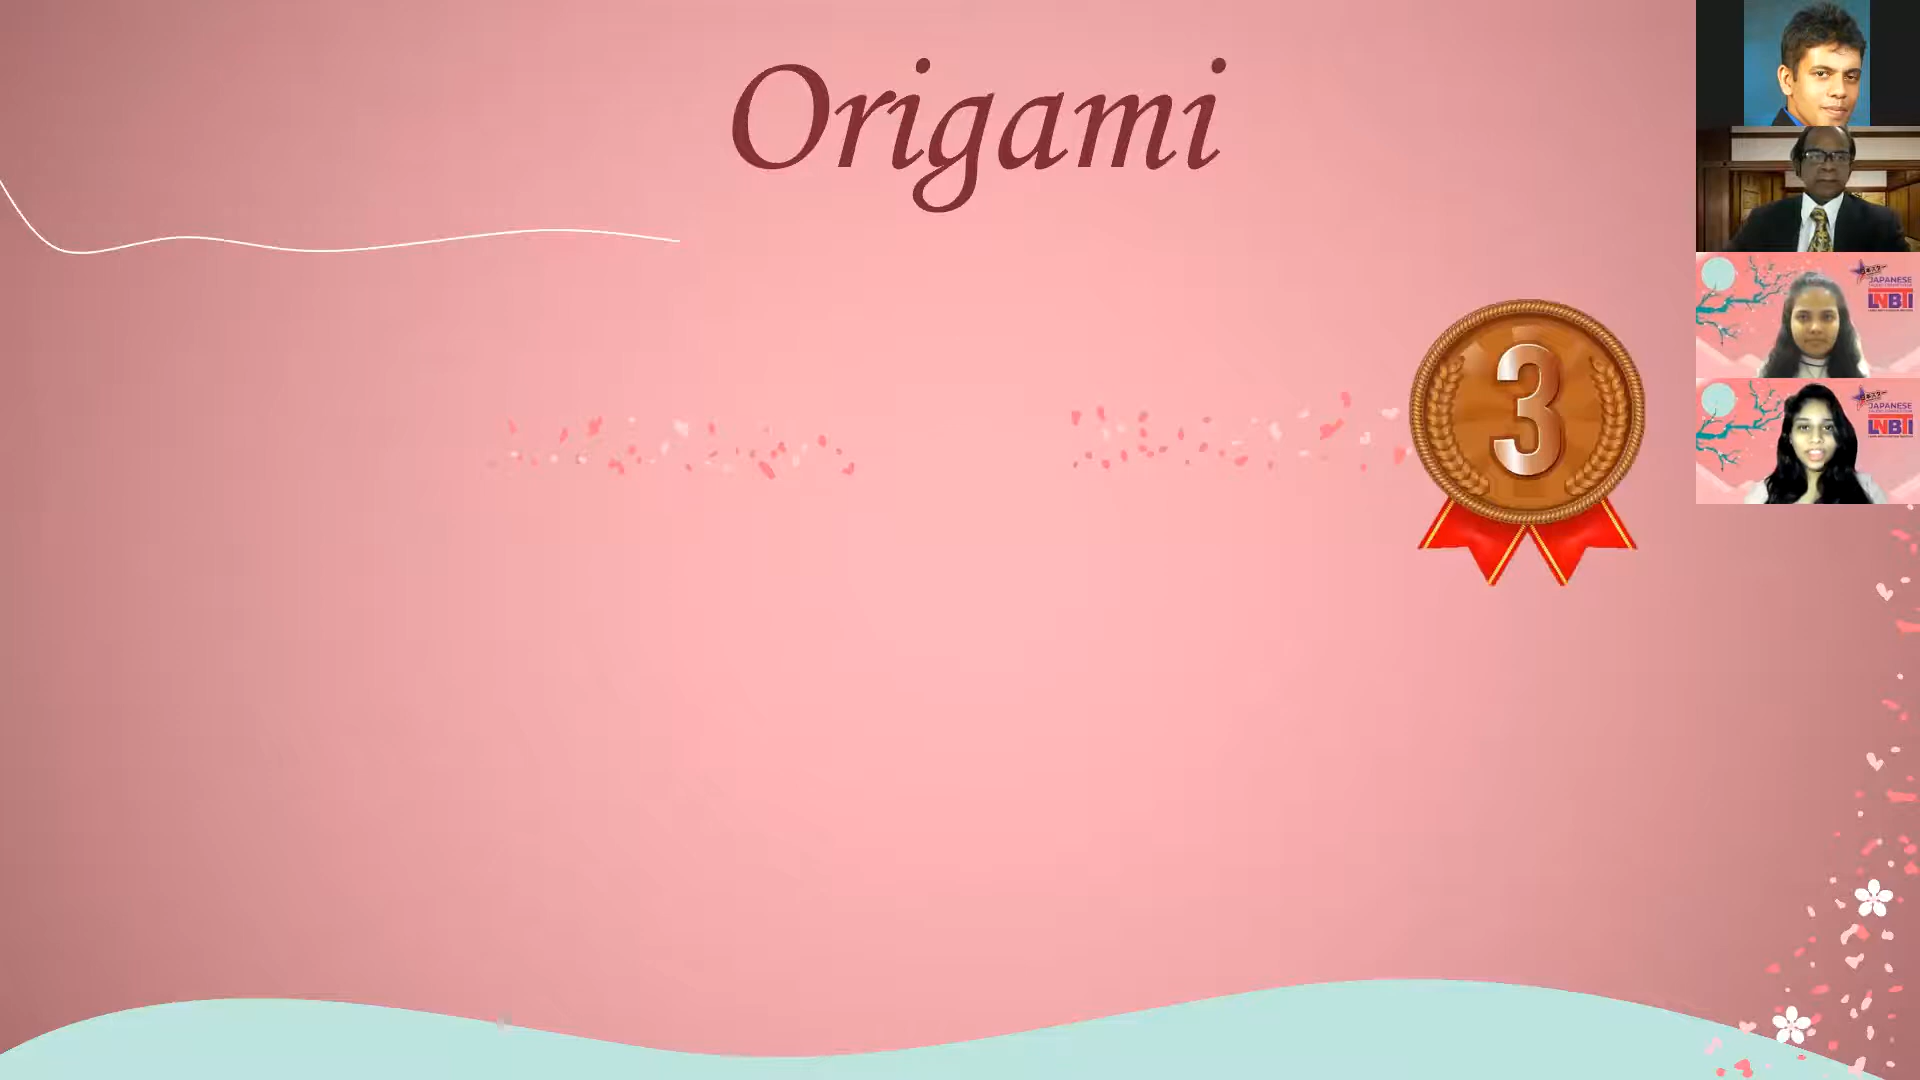 Origami
3
JAPANESE
LNBTI
JAPANESE
LNBTI